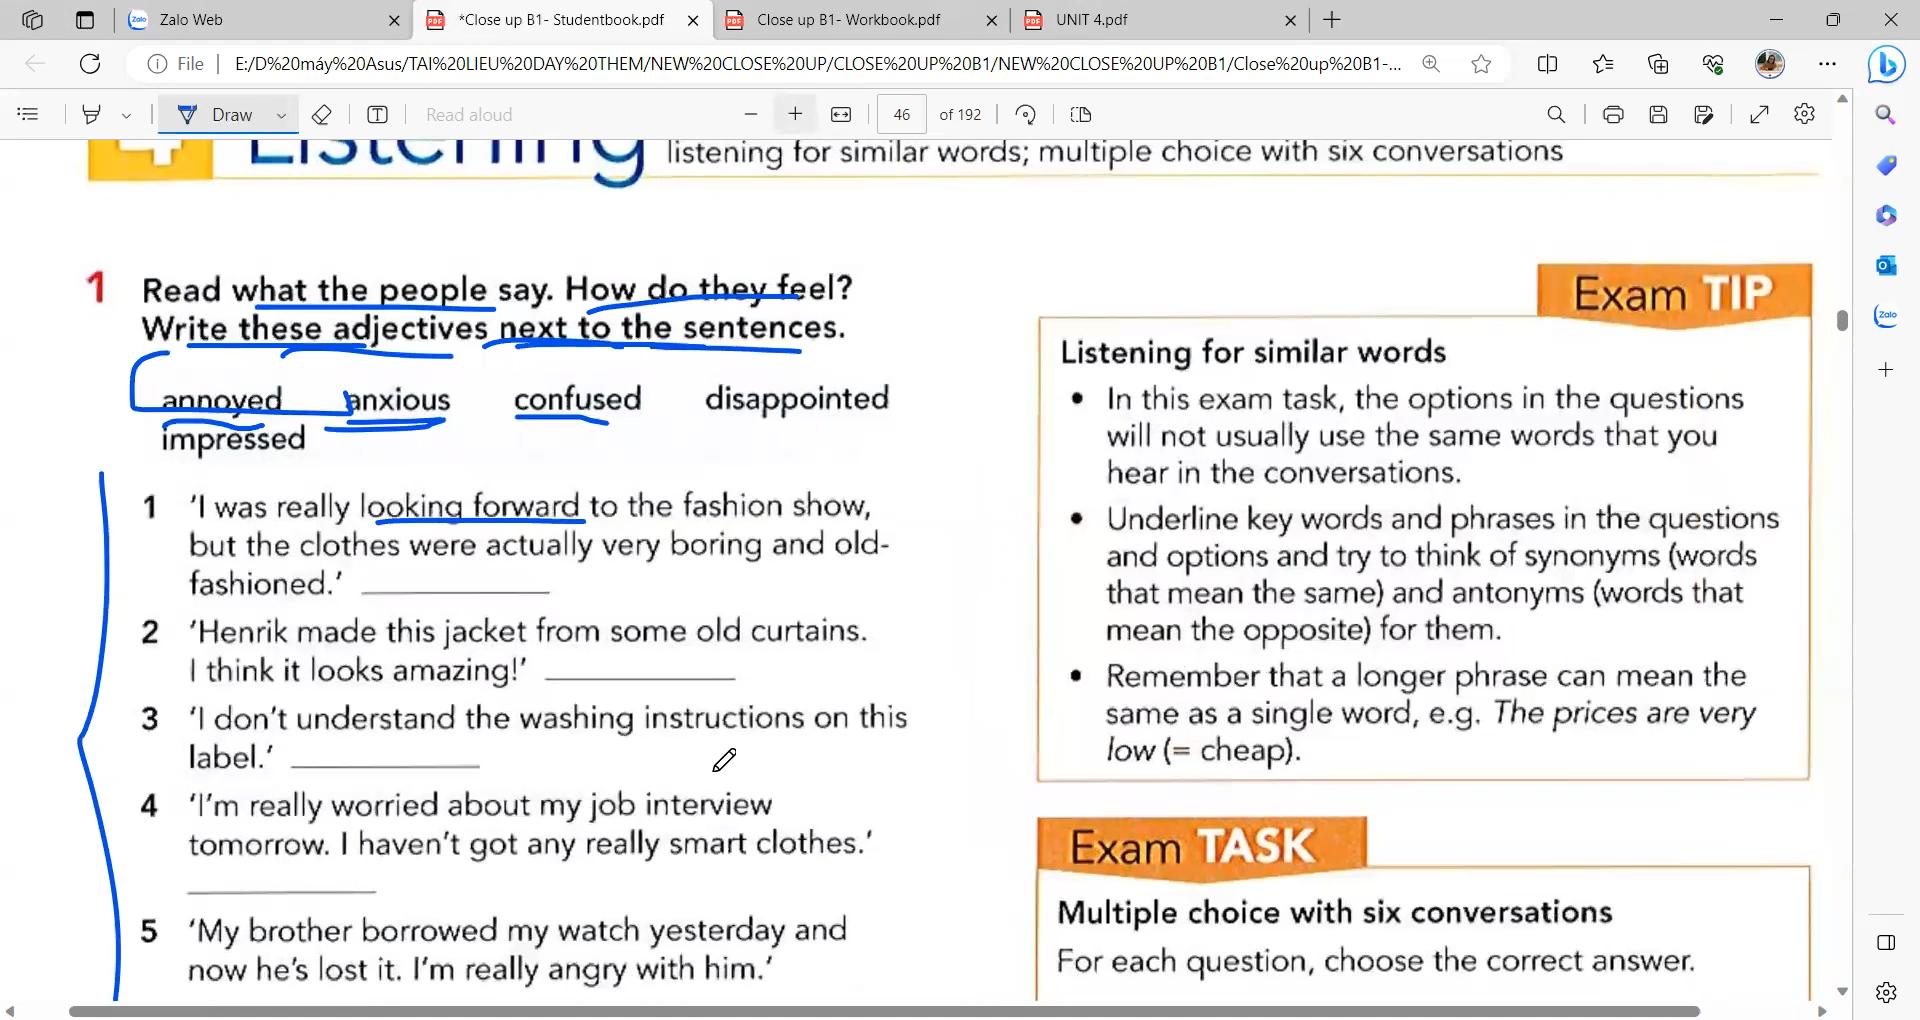 Zalo Web
*Close up B1- Studentbook.pdf
Close up B1- Workbook.pdf
UNIT 4.pdf
File
E:/D%20máy%20Asus/TAI%20LIEU%20DAY%20THEM/NEW%20CLOSE%20UP/CLOSE%20UP%20B1/NEW%20CLOSE%20UP%20B1/Close%20up%20B1-...
Draw
Read aloud
46
of 192
4 Listening listening for similar words; multiple choice with six conversations
1 Read what the people say. How do they feel?
Write these adjectives next to the sentences.
annoyed anxious confused disappointed
impressed
1 ‘I was really looking forward to the fashion show,
but the clothes were actually very boring and old-
fashioned.’ ____________
2 ‘Henrik made this jacket from some old curtains.
I think it looks amazing!’ ____________
3 ‘I don’t understand the washing instructions on this
label.’ ____________
4 ‘I’m really worried about my job interview
tomorrow. I haven’t got any really smart clothes.’
____________
5 ‘My brother borrowed my watch yesterday and
now he’s lost it. I’m really angry with him.’
Exam TIP
Listening for similar words
• In this exam task, the options in the questions
will not usually use the same words that you
hear in the conversations.
• Underline key words and phrases in the questions
and options and try to think of synonyms (words
that mean the same) and antonyms (words that
mean the opposite) for them.
• Remember that a longer phrase can mean the
same as a single word, e.g. The prices are very
low (= cheap).
Exam TASK
Multiple choice with six conversations
For each question, choose the correct answer.